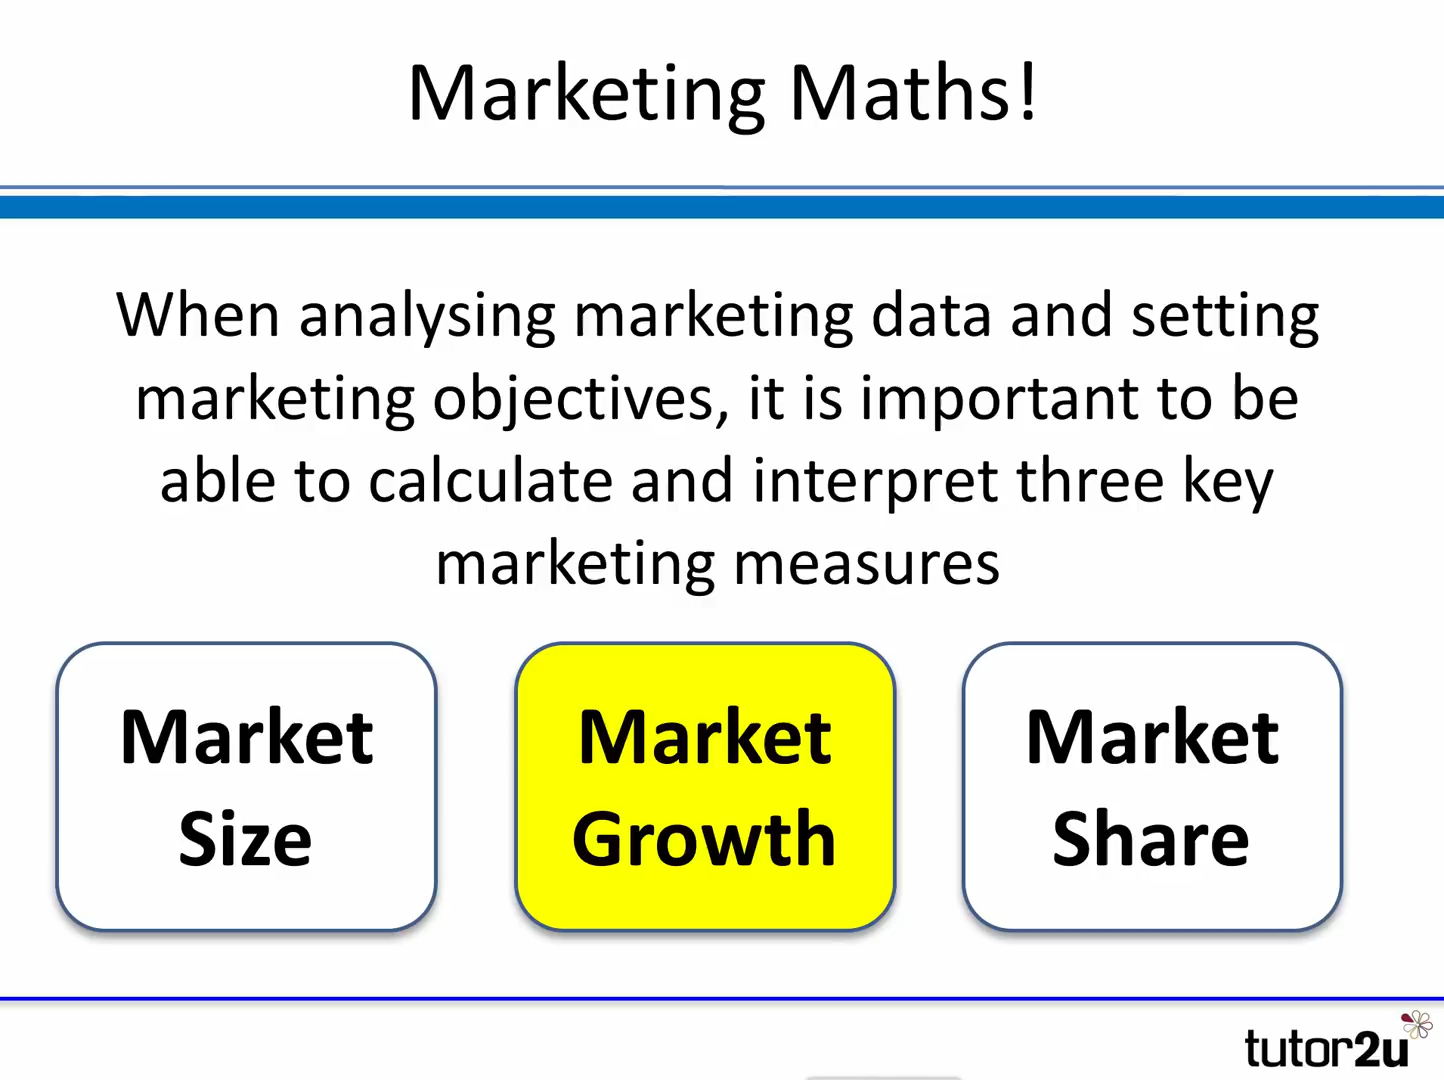 Marketing Maths!
When analysing marketing data and setting
marketing objectives, it is important to be
able to calculate and interpret three key
marketing measures
Market
Size
Market
Growth
Market
Share
tutor2u